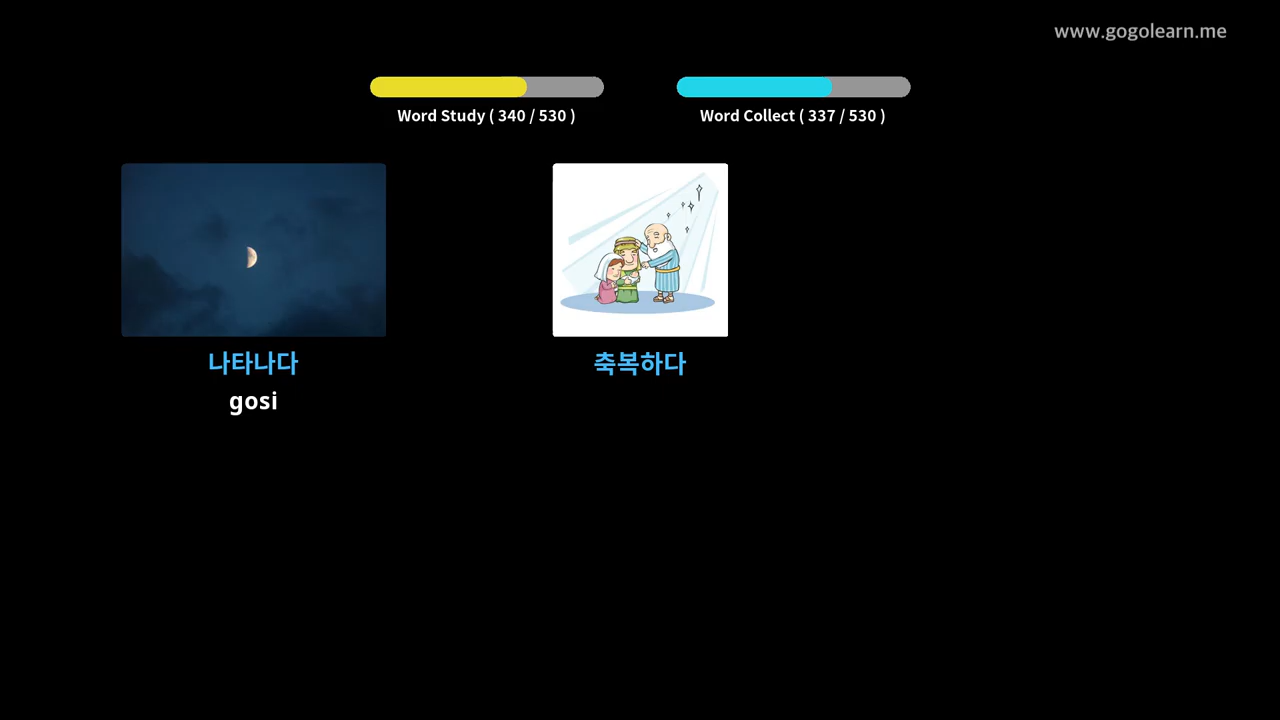 www.gogolearn.me
Word Study ( 340 / 530 )
Word Collect ( 337 / 530 )
나타나다
gosi
축복하다